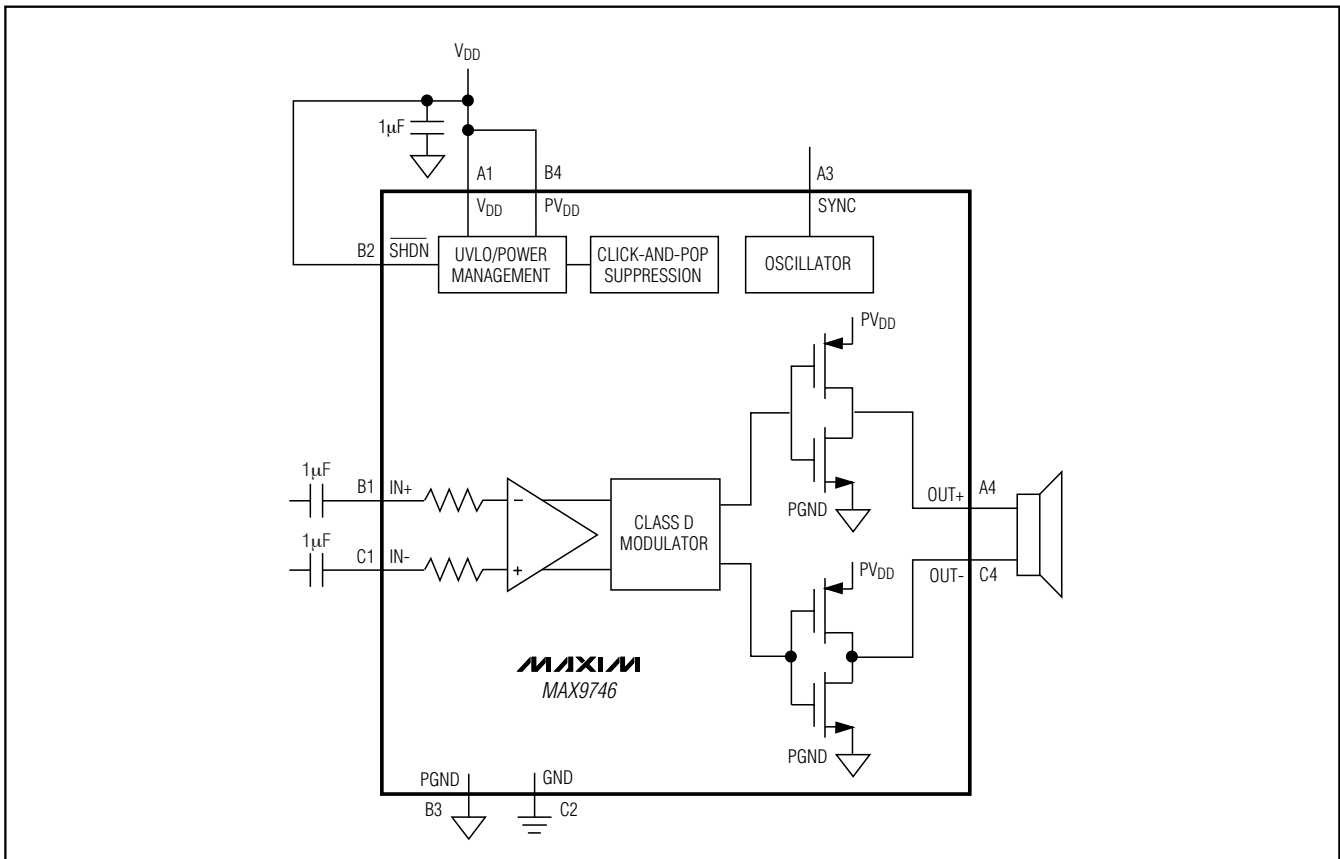 VDD
1μF
A1 B4 A3
VDD PVDD SYNC
B2 SHDN
UVLO/POWER
MANAGEMENT
CLICK-AND-POP
SUPPRESSION
OSCILLATOR
PVDD
1μF
B1 IN+
−
PGND
OUT+ A4
CLASS D
MODULATOR
1μF
C1 IN-
+
PVDD
OUT- C4
MAXIM
MAX9746
PGND
PGND GND
B3 C2